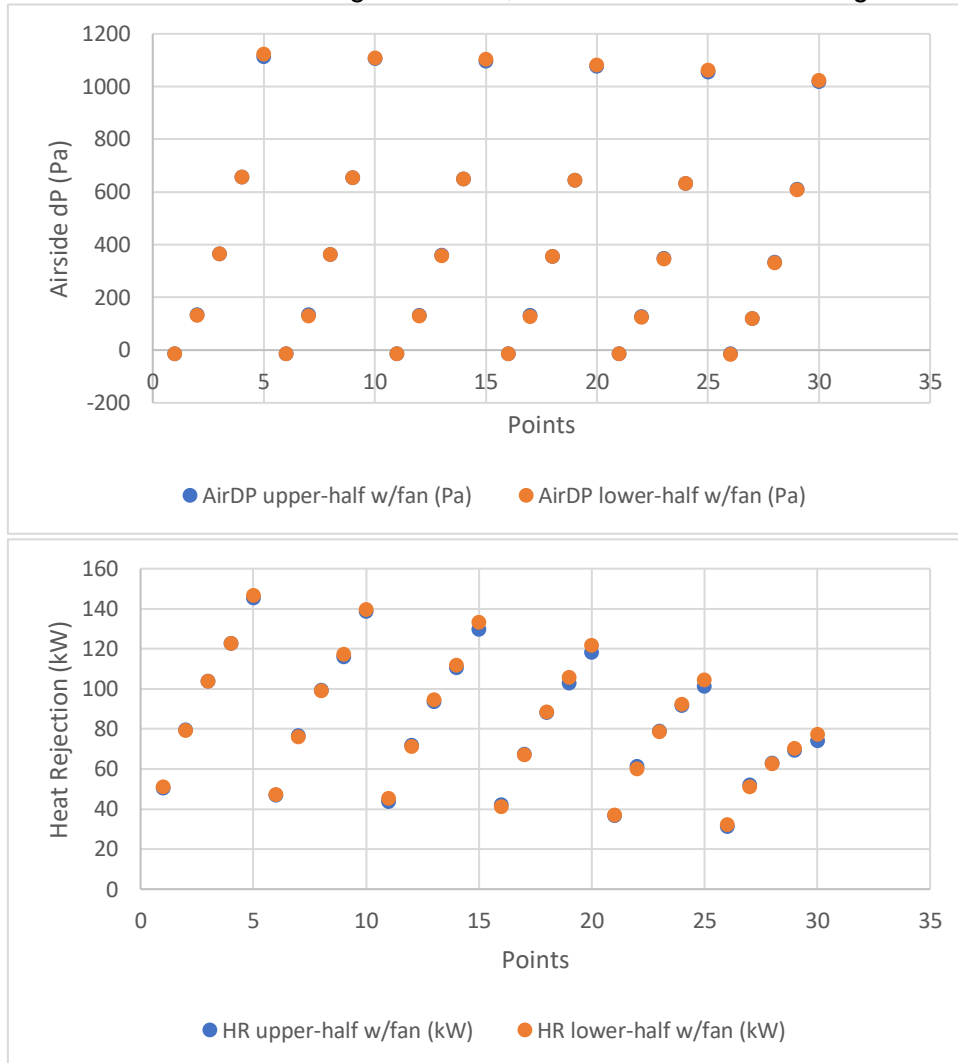 1200
1000
800
600
400
200
0
-200
Airside dP (Pa)
0 5 10 15 20 25 30 35
Points
AirDP upper-half w/fan (Pa) AirDP lower-half w/fan (Pa)
160
140
120
100
80
60
40
20
0
Heat Rejection (kW)
0 5 10 15 20 25 30 35
Points
HR upper-half w/fan (kW) HR lower-half w/fan (kW)